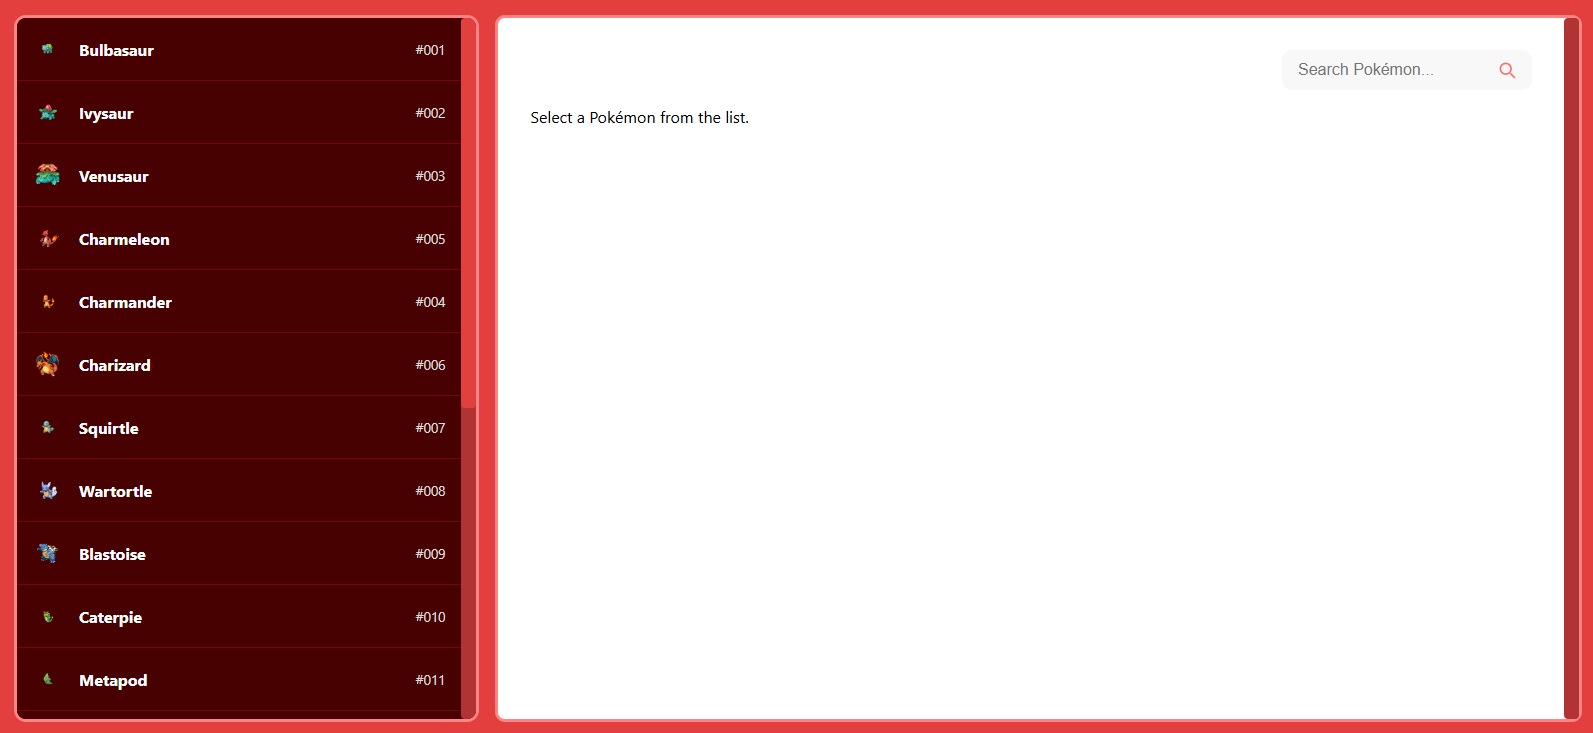 Bulbasaur #001
Ivysaur #002
Venusaur #003
Charmeleon #005
Charmander #004
Charizard #006
Squirtle #007
Wartortle #008
Blastoise #009
Caterpie #010
Metapod #011
Search Pokémon...
Select a Pokémon from the list.